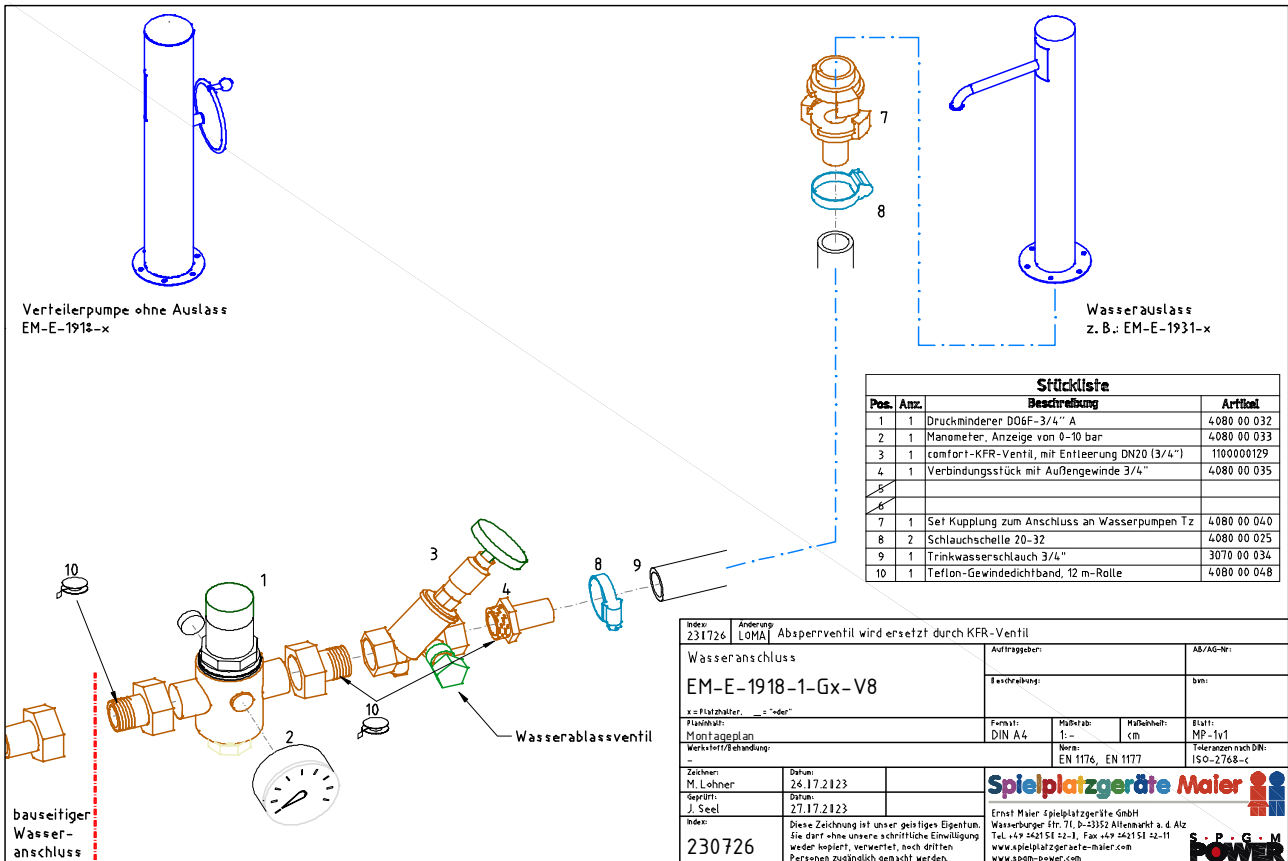 Verteilerpumpe ohne Auslass
EM-E-1918-x
7
8
Wasserauslass
z. B.: EM-E-1931-x
Stückliste
Pos. Anz. Beschreibung Artikel
1 1 Druckminderer D06F-3/4" A 4080 00 032
2 1 Manometer, Anzeige von 0-10 bar 4080 00 033
3 1 comfort-KFR-Ventil, mit Entleerung DN20 (3/4") 1100000129
4 1 Verbindungsstück mit Außengewinde 3/4" 4080 00 035
5
6
7 1 Set Kupplung zum Anschluss an Wasserpumpen Tz 4080 00 040
8 2 Schlauchschelle 20-32 4080 00 025
9 1 Trinkwasserschlauch 3/4" 3070 00 034
10 1 Teflon-Gewindedichtband, 12 m-Rolle 4080 00 048
10
1
3
4
8
9
10
2
Wasserablassventil
bauseitiger
Wasser-
anschluss
Index: Änderung:
230726 LOMA Absperrventil wird ersetzt durch KFR-Ventil
Wasseranschluss Auftraggeber: AB/AG-Nr:
EM-E-1918-1-Gx-V8 Beschreibung: bvh:
x = Platzhalter, __ = "oder"
Planinhalt: Format: Maßstab: Maßeinheit: Blatt:
Montageplan DIN A4 1:- cm MP-1v1
Werkstoff/Behandlung: Norm: Toleranzen nach DIN:
- EN 1176, EN 1177 ISO-2768-c
Zeichner: Datum:
M. Lohner 26.07.2023
Geprüft: Datum:
J. Seel 27.07.2023
Index:
230726
Diese Zeichnung ist unser geistiges Eigentum.
Sie darf ohne unsere schriftliche Einwilligung
weder kopiert, verwertet, noch dritten
Personen zugänglich gemacht werden.
Spielplatzgeräte Maier
Ernst Maier Spielplatzgeräte GmbH
Wasserburger Str. 70, D-83352 Altenmarkt a. d. Alz
www.spielplatzgeraete-maier.com
www.spgm-power.com
S·P·G·M
POWER